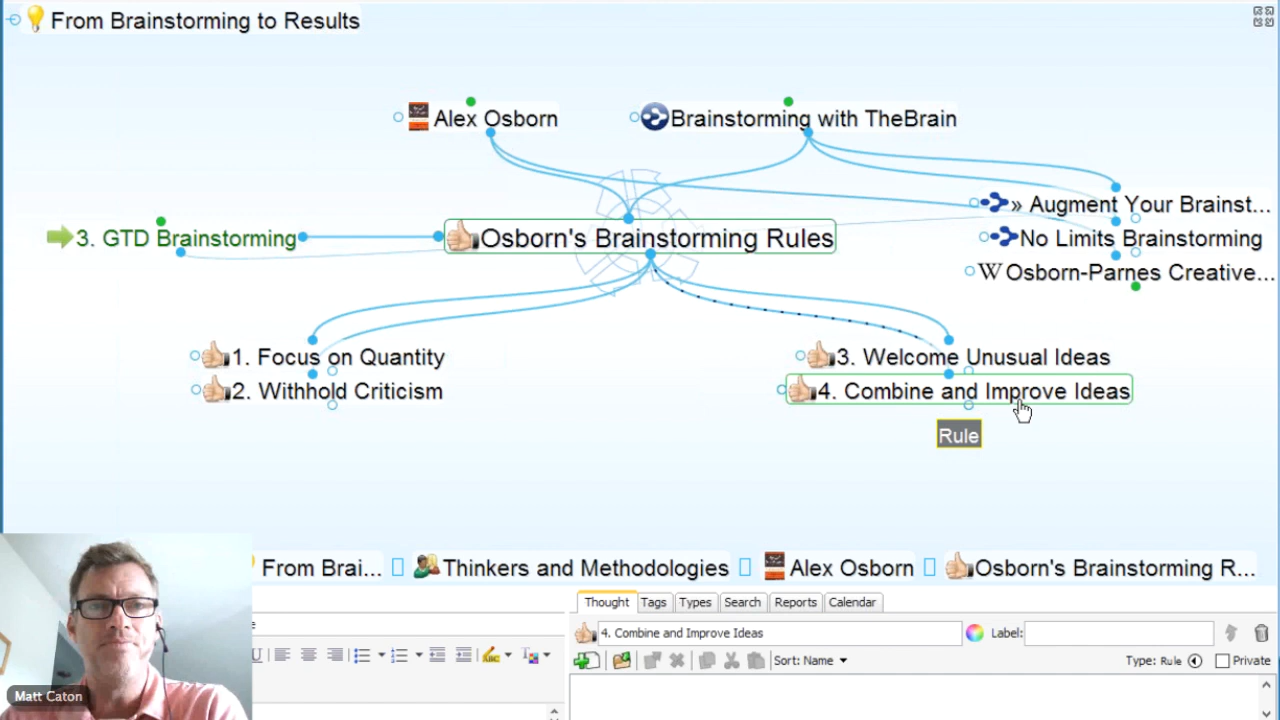 From Brainstorming to Results
Alex Osborn
Brainstorming with TheBrain
» Augment Your Brainst...
3. GTD Brainstorming
Osborn's Brainstorming Rules
No Limits Brainstorming
W Osborn-Parnes Creative...
1. Focus on Quantity
3. Welcome Unusual Ideas
2. Withhold Criticism
4. Combine and Improve Ideas
Rule
From Brai...
Thinkers and Methodologies
Alex Osborn
Osborn's Brainstorming R...
Thought
Tags
Types
Search
Reports
Calendar
e
4. Combine and Improve Ideas
Label:
U
ABC
T
Sort: Name
Type: Rule
Private
Matt Caton